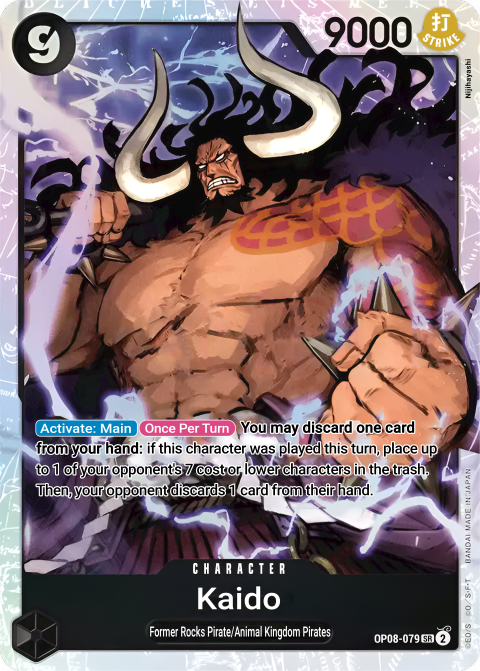 9
9000
打
STRIKE
Nijihayashi
Activate: Main Once Per Turn You may discard one card
from your hand: if this character was played this turn, place up
to 1 of your opponent's 7 cost or lower characters in the trash.
Then, your opponent discards 1 card from their hand.
BANDAI MADE IN JAPAN
©E.O/S ©O/S·F·T
CHARACTER
Kaido
Former Rocks Pirate/Animal Kingdom Pirates
OP08-079 SR 2